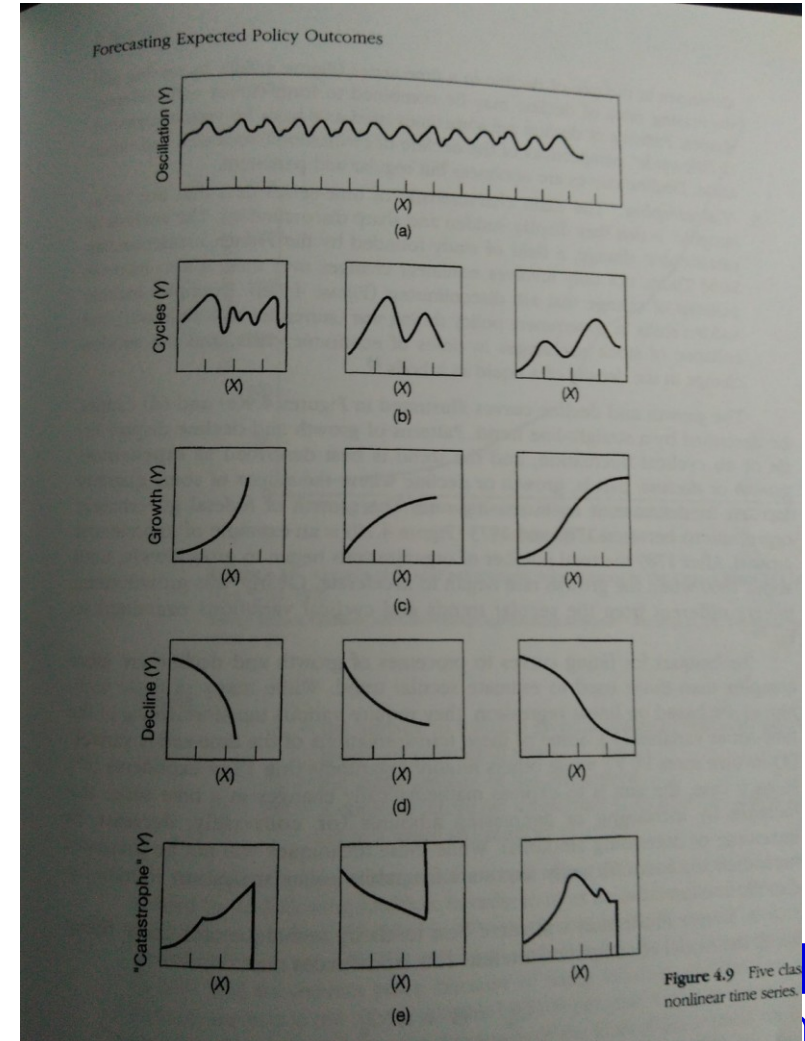 Forecasting Expected Policy Outcomes
Oscillation (Y)
(X)
(a)
Cycles (Y)
(X)
(X)
(X)
(b)
Growth (Y)
(X)
(X)
(X)
(c)
Decline (Y)
(X)
(X)
(X)
(d)
"Catastrophe" (Y)
(X)
(X)
(X)
(e)
Figure 4.9 Five clas
nonlinear time series.